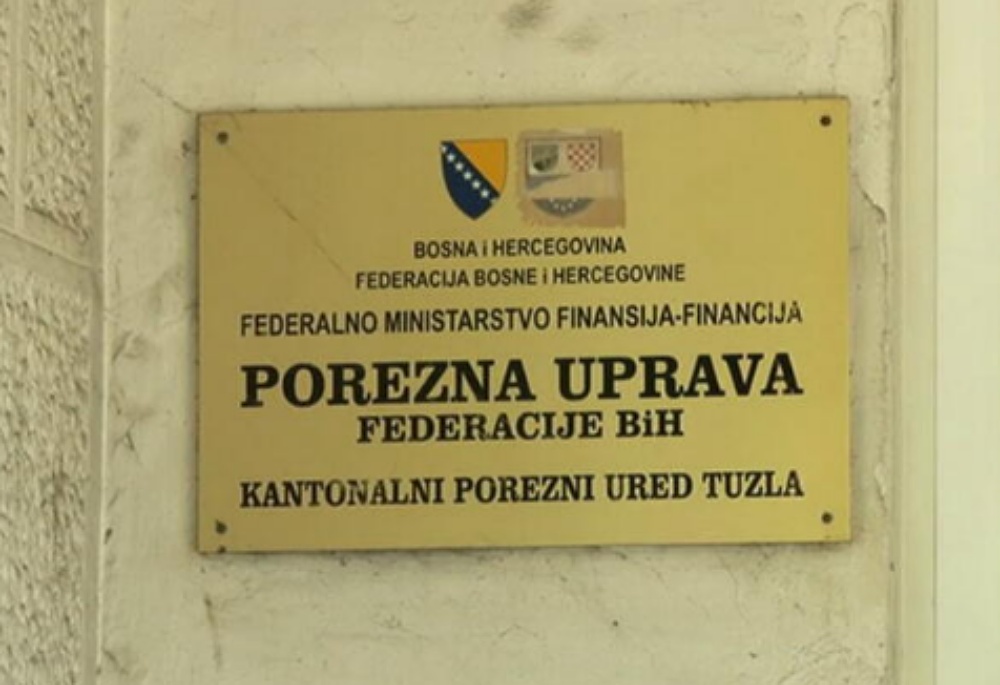 BOSNA i HERCEGOVINA
FEDERACIJA BOSNE i HERCEGOVINE
FEDERALNO MINISTARSTVO FINANSIJA-FINANCIJA
POREZNA UPRAVA
FEDERACIJE BiH
KANTONALNI POREZNI URED TUZLA